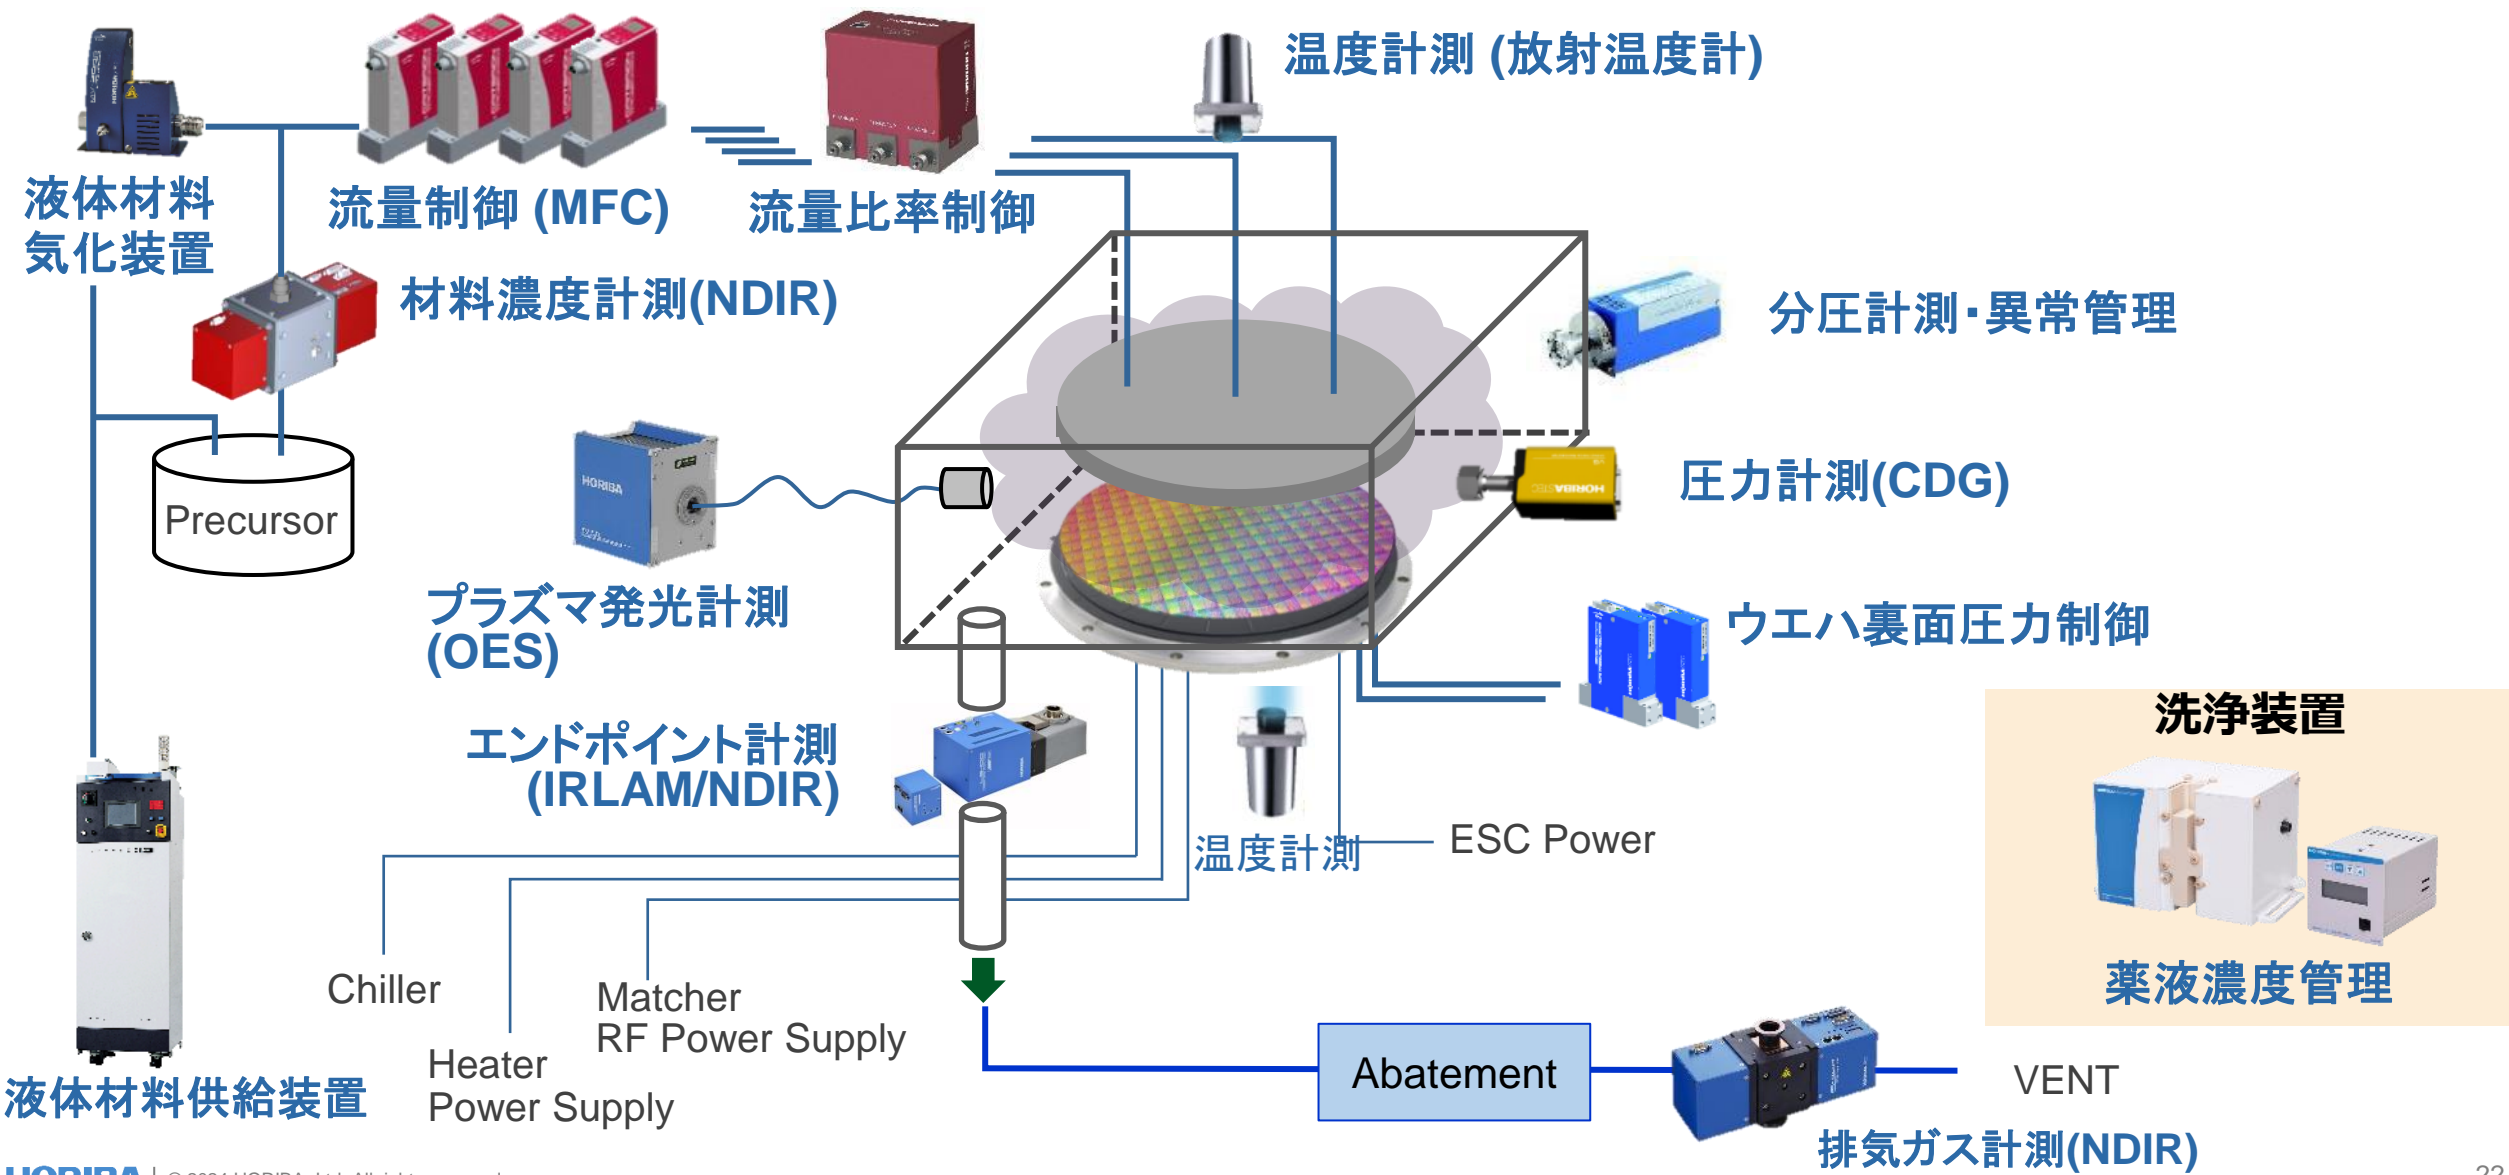 温度計測 (放射温度計)
液体材料
気化装置
流量制御 (MFC)
流量比率制御
材料濃度計測(NDIR)
分圧計測・異常管理
Precursor
HORIBA
圧力計測(CDG)
HORIBASTEC
プラズマ発光計測
(OES)
ウエハ裏面圧力制御
エンドポイント計測
(IRLAM/NDIR)
洗浄装置
温度計測
ESC Power
薬液濃度管理
Chiller
Matcher
RF Power Supply
Heater
Power Supply
Abatement
VENT
液体材料供給装置
排気ガス計測(NDIR)